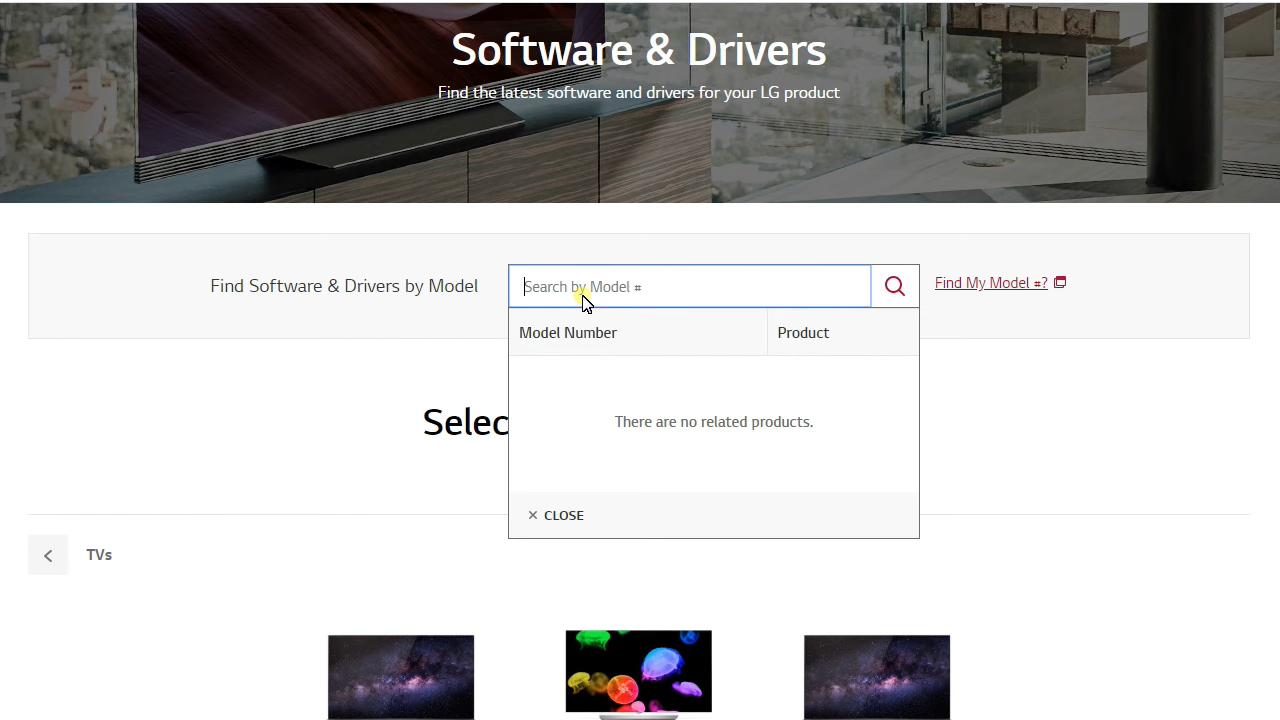 Software & Drivers
Find the latest software and drivers for your LG product
Find Software & Drivers by Model
Search by Model #
Find My Model #?
Model Number
Product
Selec
There are no related products.
× CLOSE
TVs